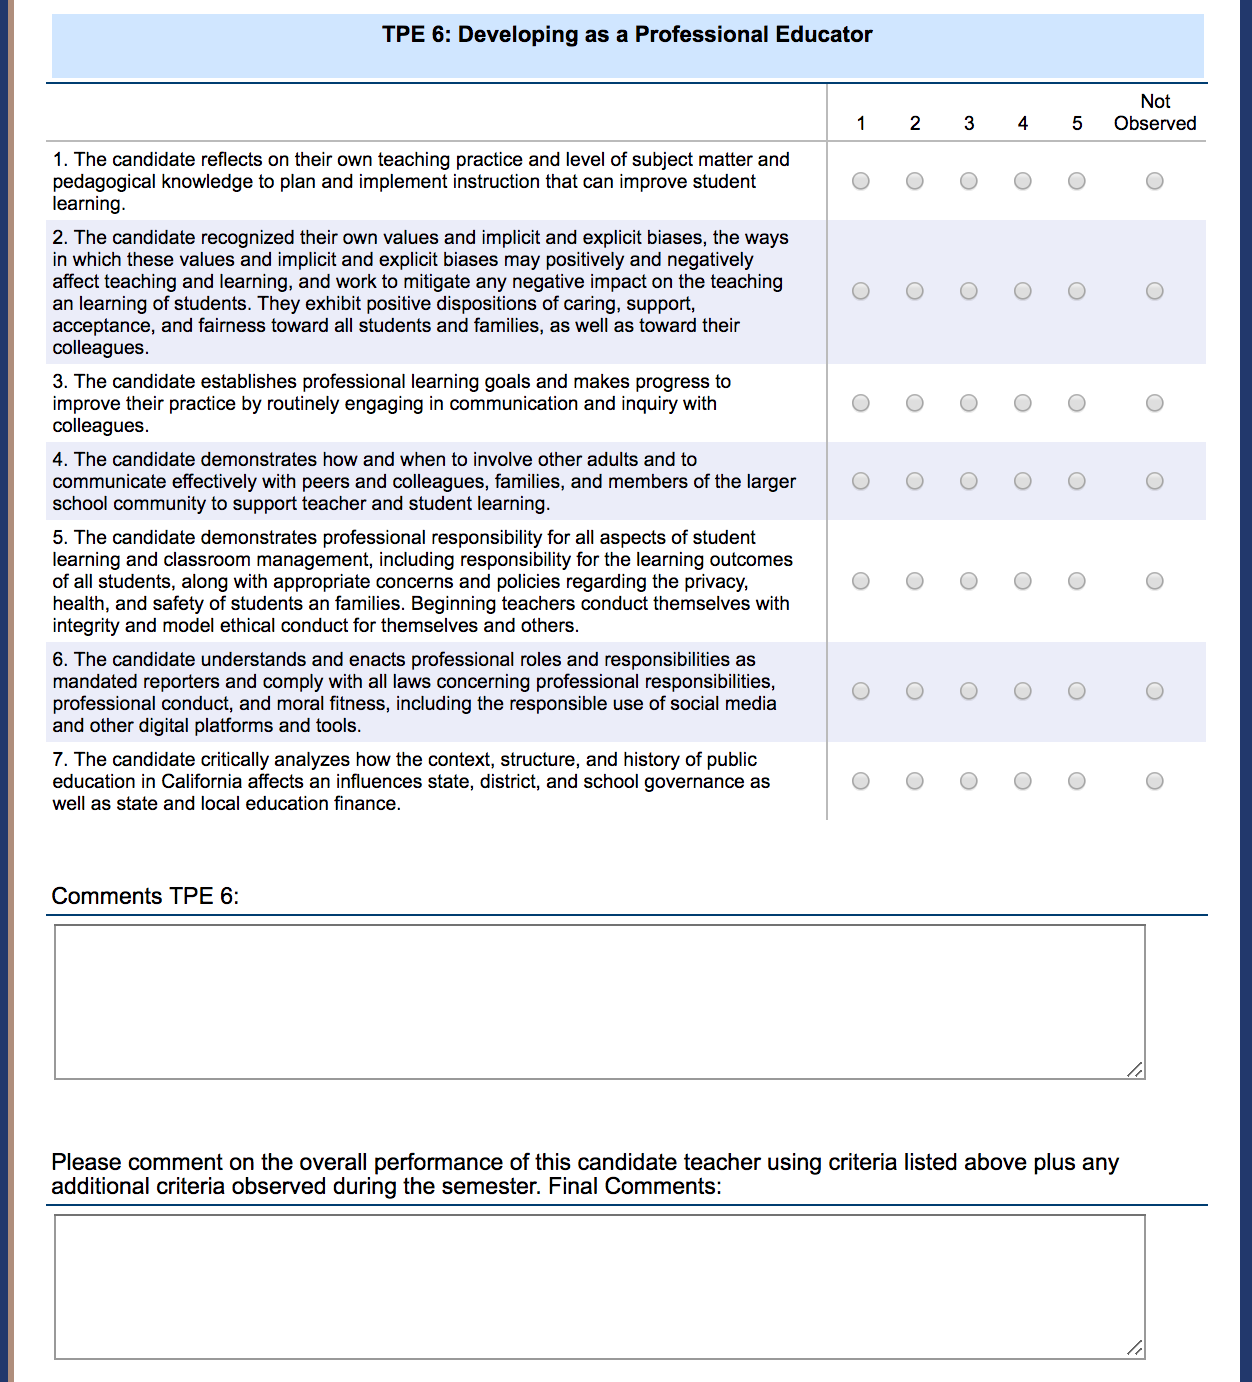 TPE 6: Developing as a Professional Educator
Not
1 2 3 4 5 Observed
1. The candidate reflects on their own teaching practice and level of subject matter and
pedagogical knowledge to plan and implement instruction that can improve student
learning.
2. The candidate recognized their own values and implicit and explicit biases, the ways
in which these values and implicit and explicit biases may positively and negatively
affect teaching and learning, and work to mitigate any negative impact on the teaching
an learning of students. They exhibit positive dispositions of caring, support,
acceptance, and fairness toward all students and families, as well as toward their
colleagues.
3. The candidate establishes professional learning goals and makes progress to
improve their practice by routinely engaging in communication and inquiry with
colleagues.
4. The candidate demonstrates how and when to involve other adults and to
communicate effectively with peers and colleagues, families, and members of the larger
school community to support teacher and student learning.
5. The candidate demonstrates professional responsibility for all aspects of student
learning and classroom management, including responsibility for the learning outcomes
of all students, along with appropriate concerns and policies regarding the privacy,
health, and safety of students an families. Beginning teachers conduct themselves with
integrity and model ethical conduct for themselves and others.
6. The candidate understands and enacts professional roles and responsibilities as
mandated reporters and comply with all laws concerning professional responsibilities,
professional conduct, and moral fitness, including the responsible use of social media
and other digital platforms and tools.
7. The candidate critically analyzes how the context, structure, and history of public
education in California affects an influences state, district, and school governance as
well as state and local education finance.
Comments TPE 6:
Please comment on the overall performance of this candidate teacher using criteria listed above plus any
additional criteria observed during the semester. Final Comments: